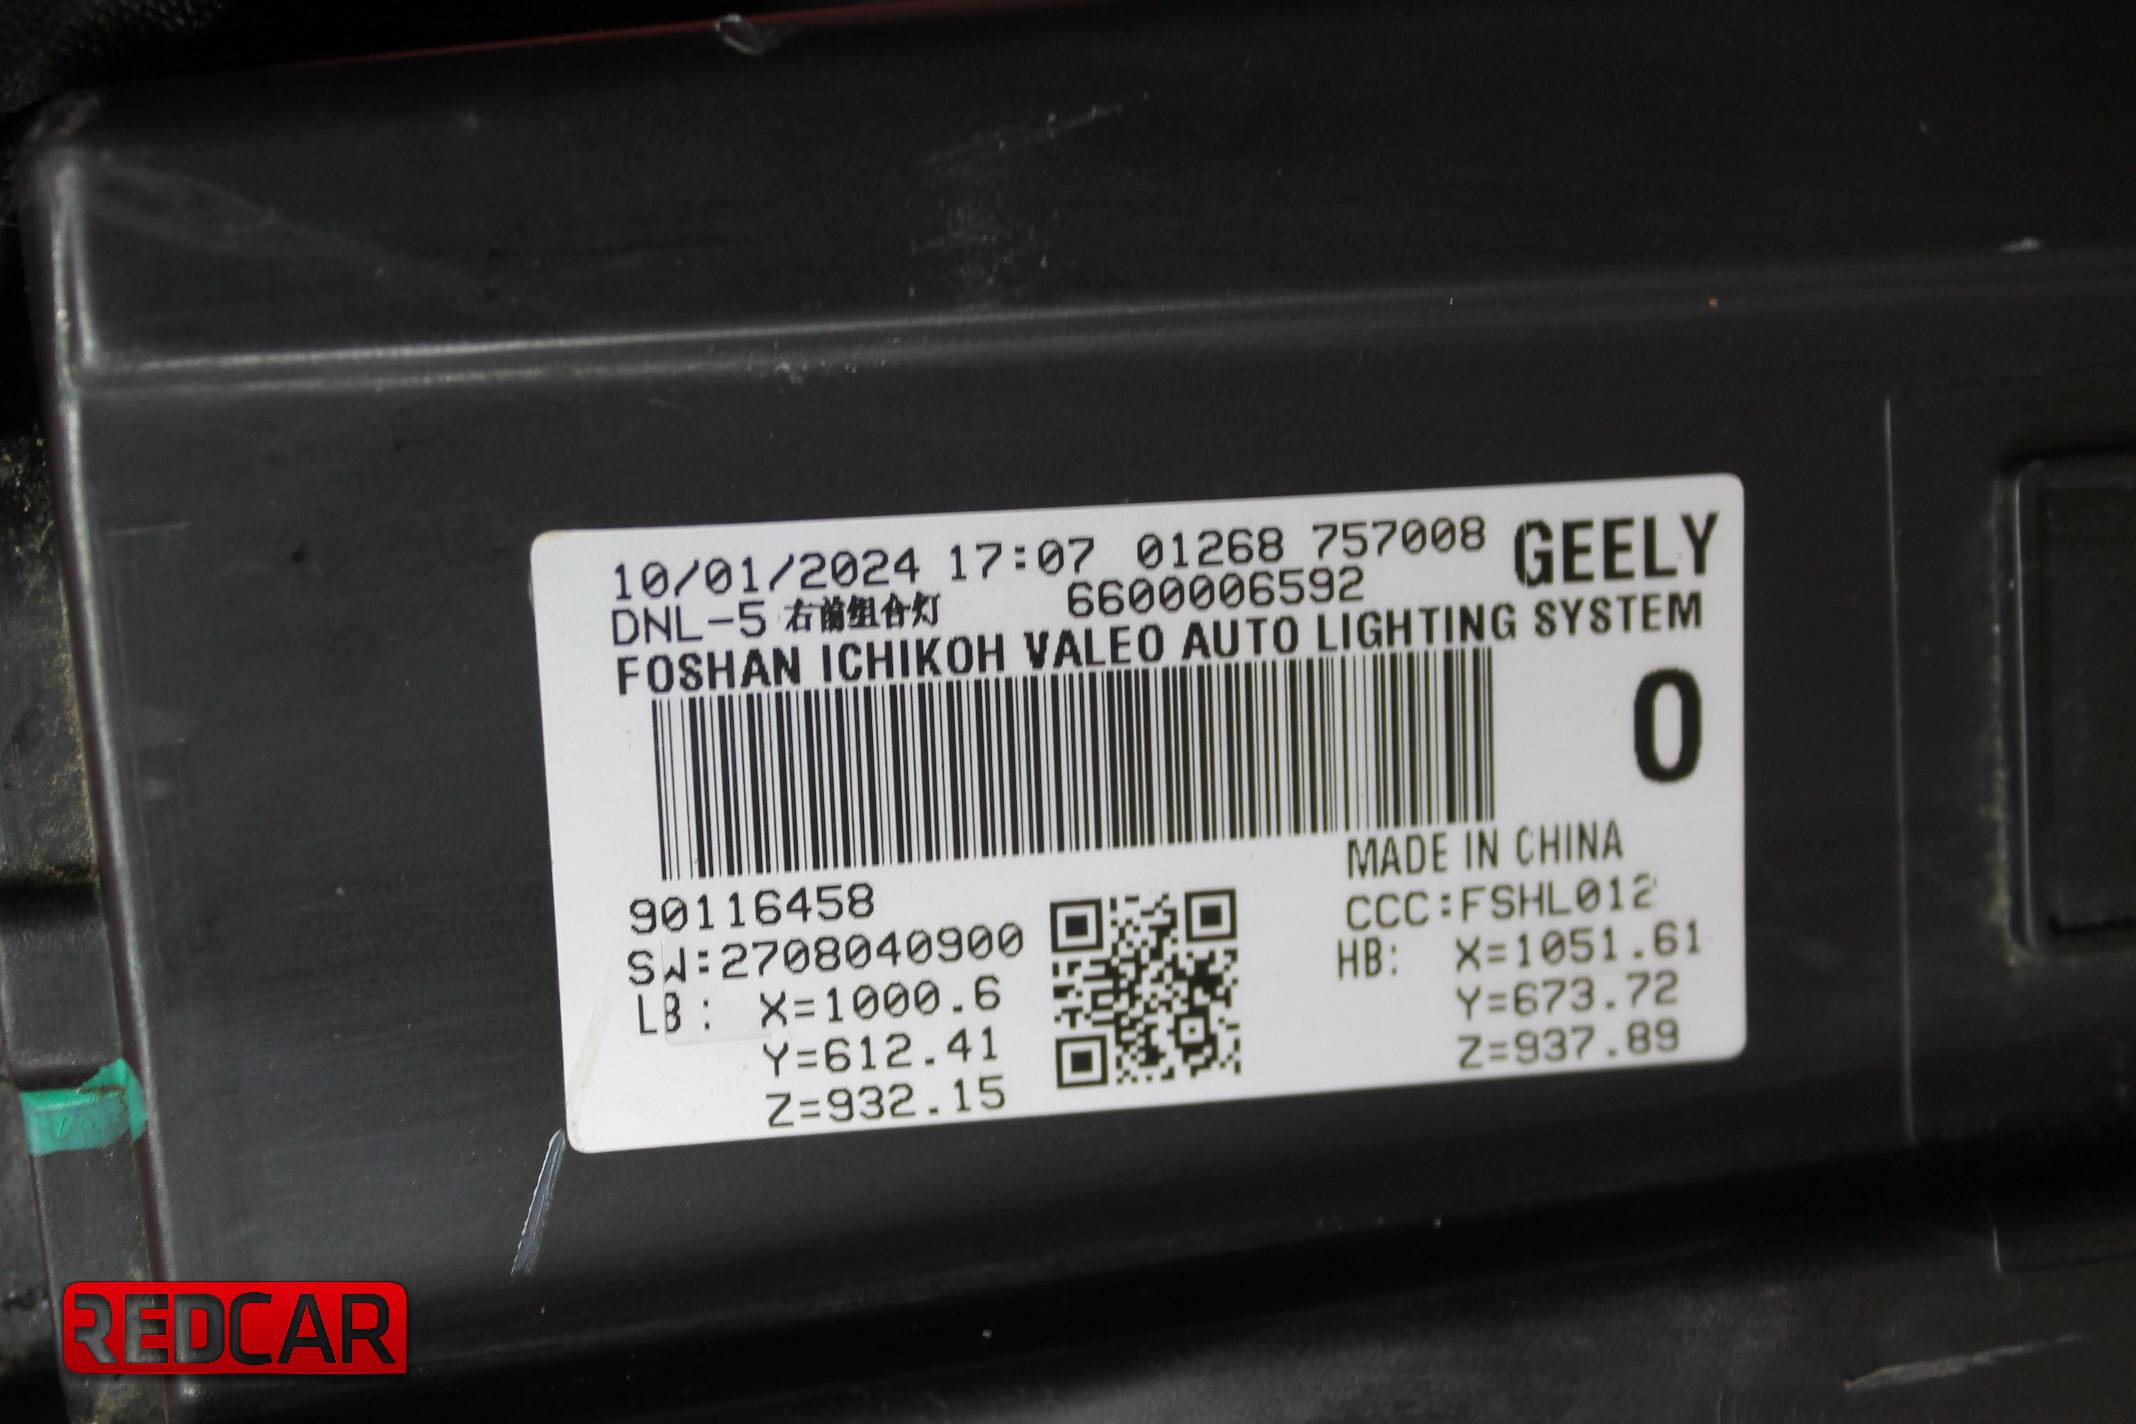 10/01/2024 17:07 01268 757008 GEELY
DNL-5 右前组合灯 6600006592
FOSHAN ICHIKOH VALEO AUTO LIGHTING SYSTEM
0
MADE IN CHINA
90116458
CCC:FSHL012
SW:2708040900
HB: X=1051.61
LB: X=1000.6
Y=673.72
Y=612.41
Z=937.89
Z=932.15
REDCAR